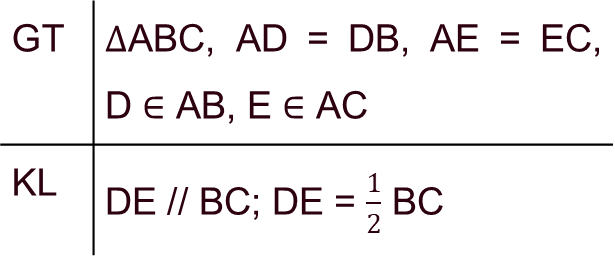 GT ΔABC, AD = DB, AE = EC,
D ∈ AB, E ∈ AC
KL DE // BC; DE = 1/2 BC